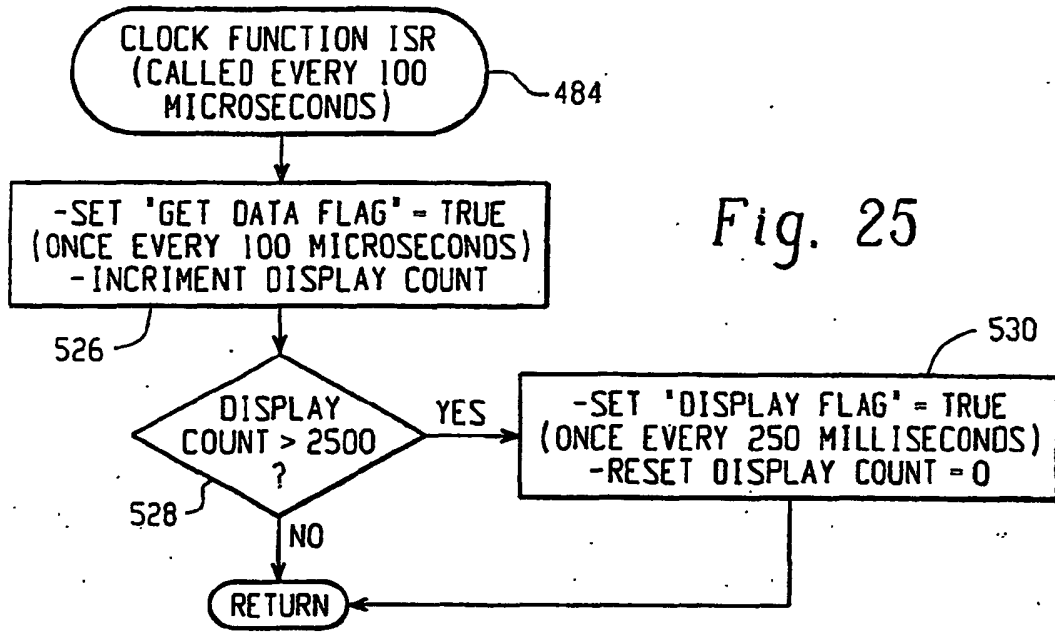 CLOCK FUNCTION ISR
(CALLED EVERY 100
MICROSECONDS)
484
-SET "GET DATA FLAG" = TRUE
(ONCE EVERY 100 MICROSECONDS)
-INCRIMENT DISPLAY COUNT
526
Fig. 25
DISPLAY
COUNT > 2500
?
528
YES
NO
530
-SET "DISPLAY FLAG" = TRUE
(ONCE EVERY 250 MILLISECONDS)
-RESET DISPLAY COUNT = 0
RETURN